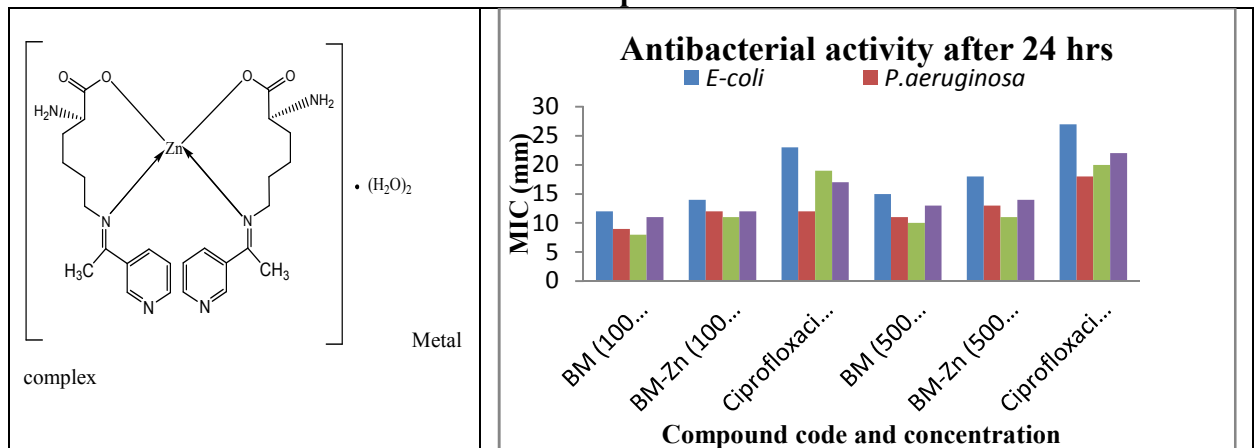 O
O
O
O
H2N
NH2
Zn
• (H2O)2
N
N
H3C
CH3
N
N
Metal
complex
Antibacterial activity after 24 hrs
E-coli
P.aeruginosa
MIC (mm)
30
25
20
15
10
5
0
BM (100...
BM-Zn (100...
Ciprofloxaci...
BM (500...
BM-Zn (500...
Ciprofloxaci...
Compound code and concentration